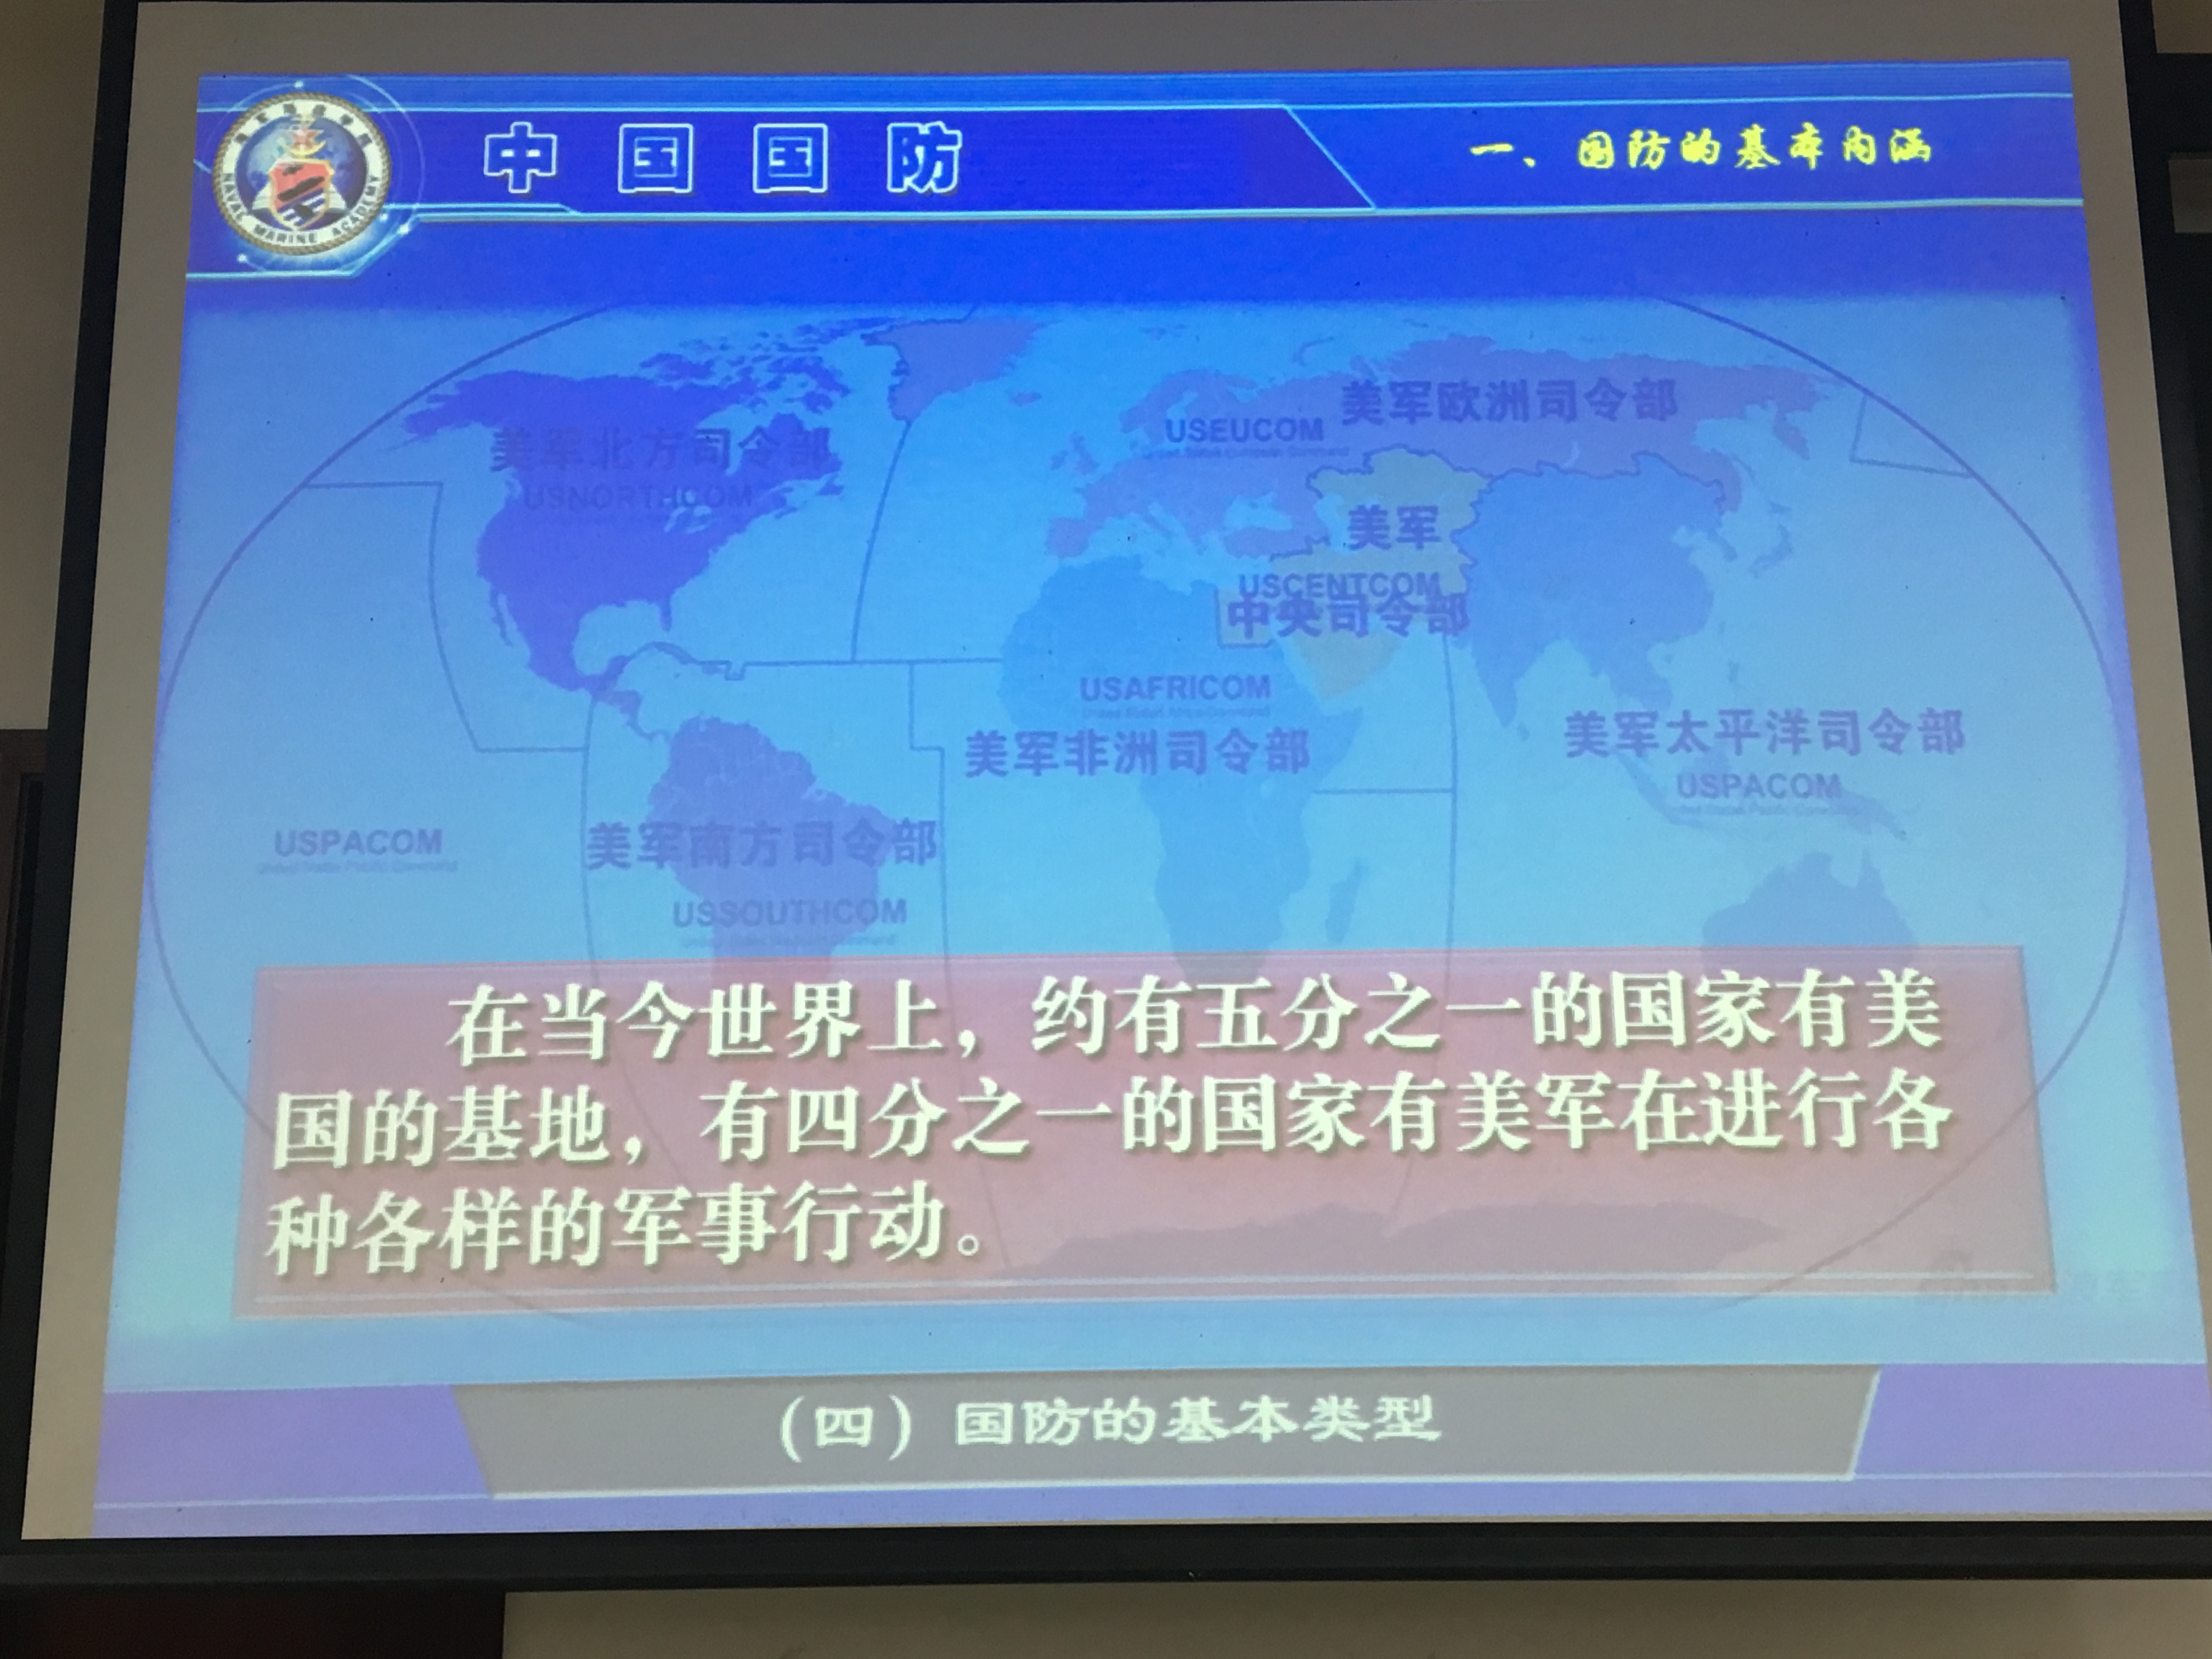 中国国防
一、国防的基本内涵
NAVAL MARINE ACADEMY
美军北方司令部
USNORTHCOM
USEUCOM
美军欧洲司令部
美军
USCENTCOM
中央司令部
USAFRICOM
美军非洲司令部
美军太平洋司令部
USPACOM
USPACOM
美军南方司令部
USSOUTHCOM
在当今世界上，约有五分之一的国家有美
国的基地，有四分之一的国家有美军在进行各
种各样的军事行动。
（四）国防的基本类型